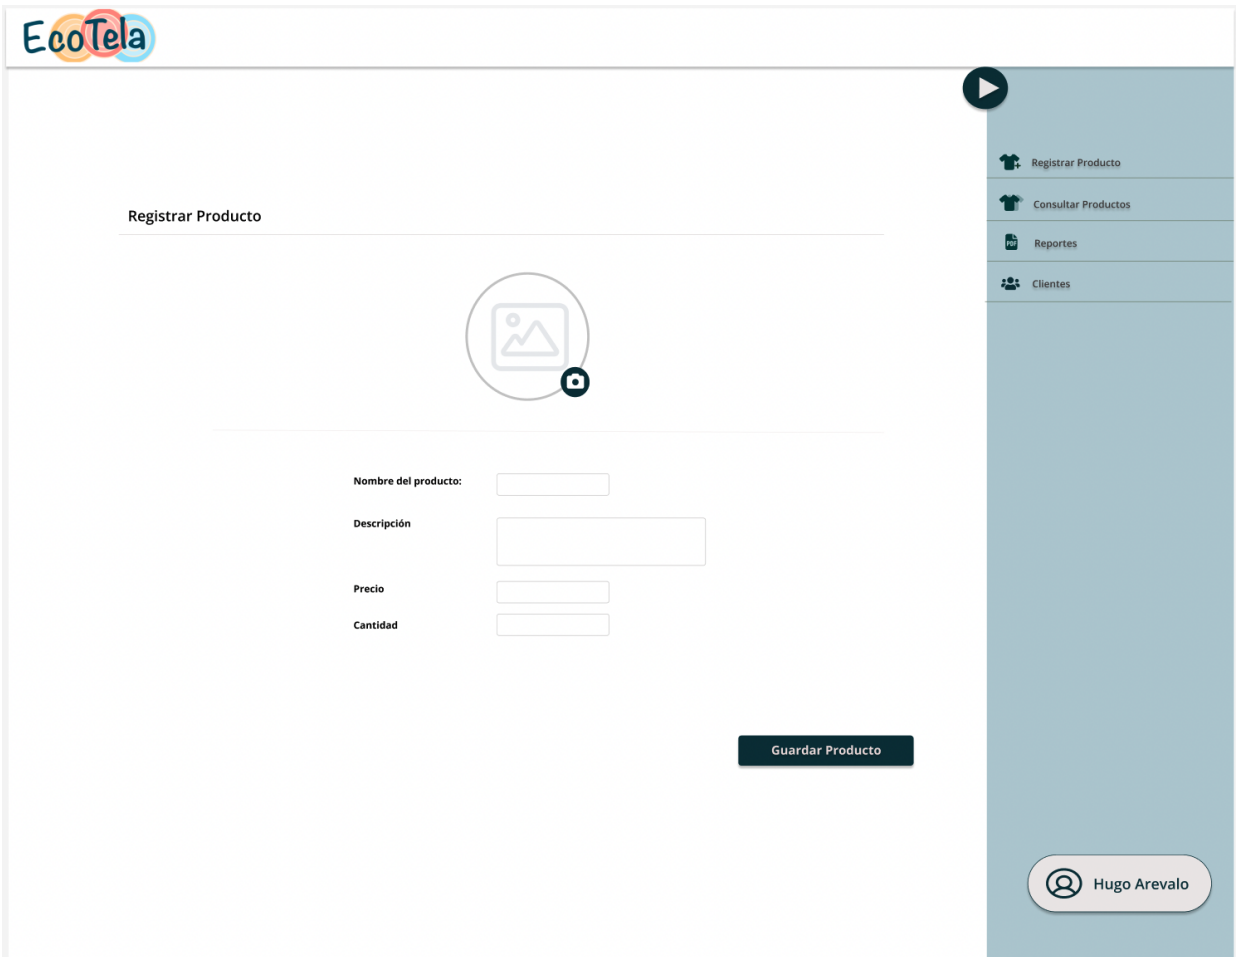 EcoTela
Registrar Producto
Consultar Productos
Reportes
Clientes
Registrar Producto
Nombre del producto:
Descripción
Precio
Cantidad
Guardar Producto
Hugo Arevalo
PDF